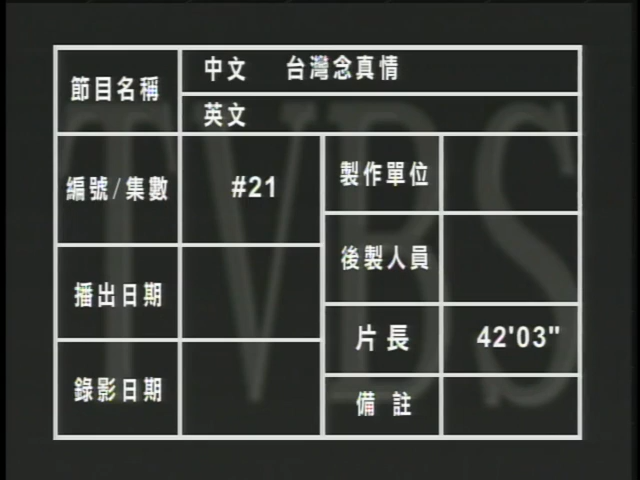 節目名稱
中文 台灣念真情
英文
編號/集數
#21
製作單位
後製人員
播出日期
片長
42'03"
錄影日期
備註
TVBS